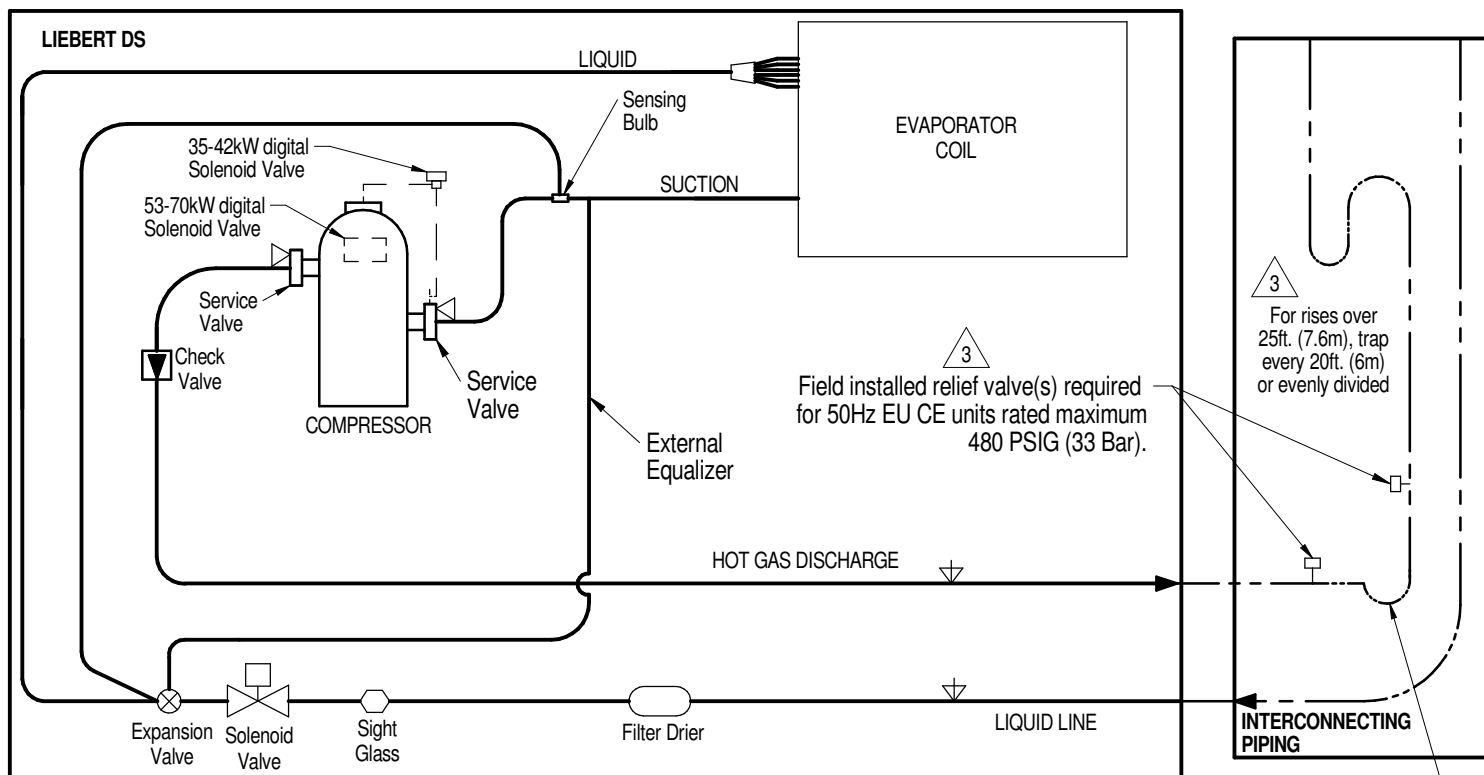 LIEBERT DS
LIQUID
Sensing
Bulb
EVAPORATOR
COIL
35-42kW digital
Solenoid Valve
SUCTION
53-70kW digital
Solenoid Valve
Service
Valve
Check
Valve
Service
Valve
COMPRESSOR
External
Equalizer
3
Field installed relief valve(s) required
for 50Hz EU CE units rated maximum
480 PSIG (33 Bar).
3
For rises over
25ft. (7.6m), trap
every 20ft. (6m)
or evenly divided
HOT GAS DISCHARGE
Expansion
Valve
Solenoid
Valve
Sight
Glass
Filter Drier
LIQUID LINE
INTERCONNECTING
PIPING